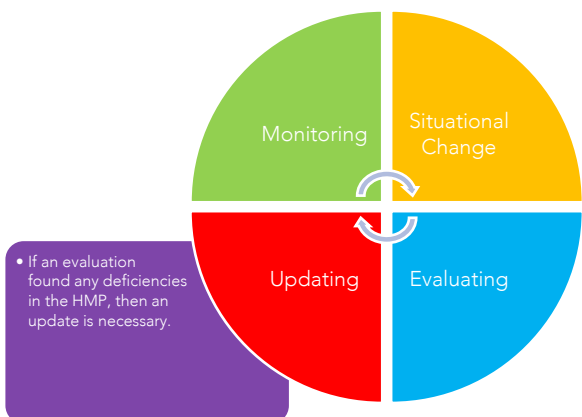 Monitoring
Situational
Change
Updating
Evaluating
• If an evaluation
found any deficiencies
in the HMP, then an
update is necessary.